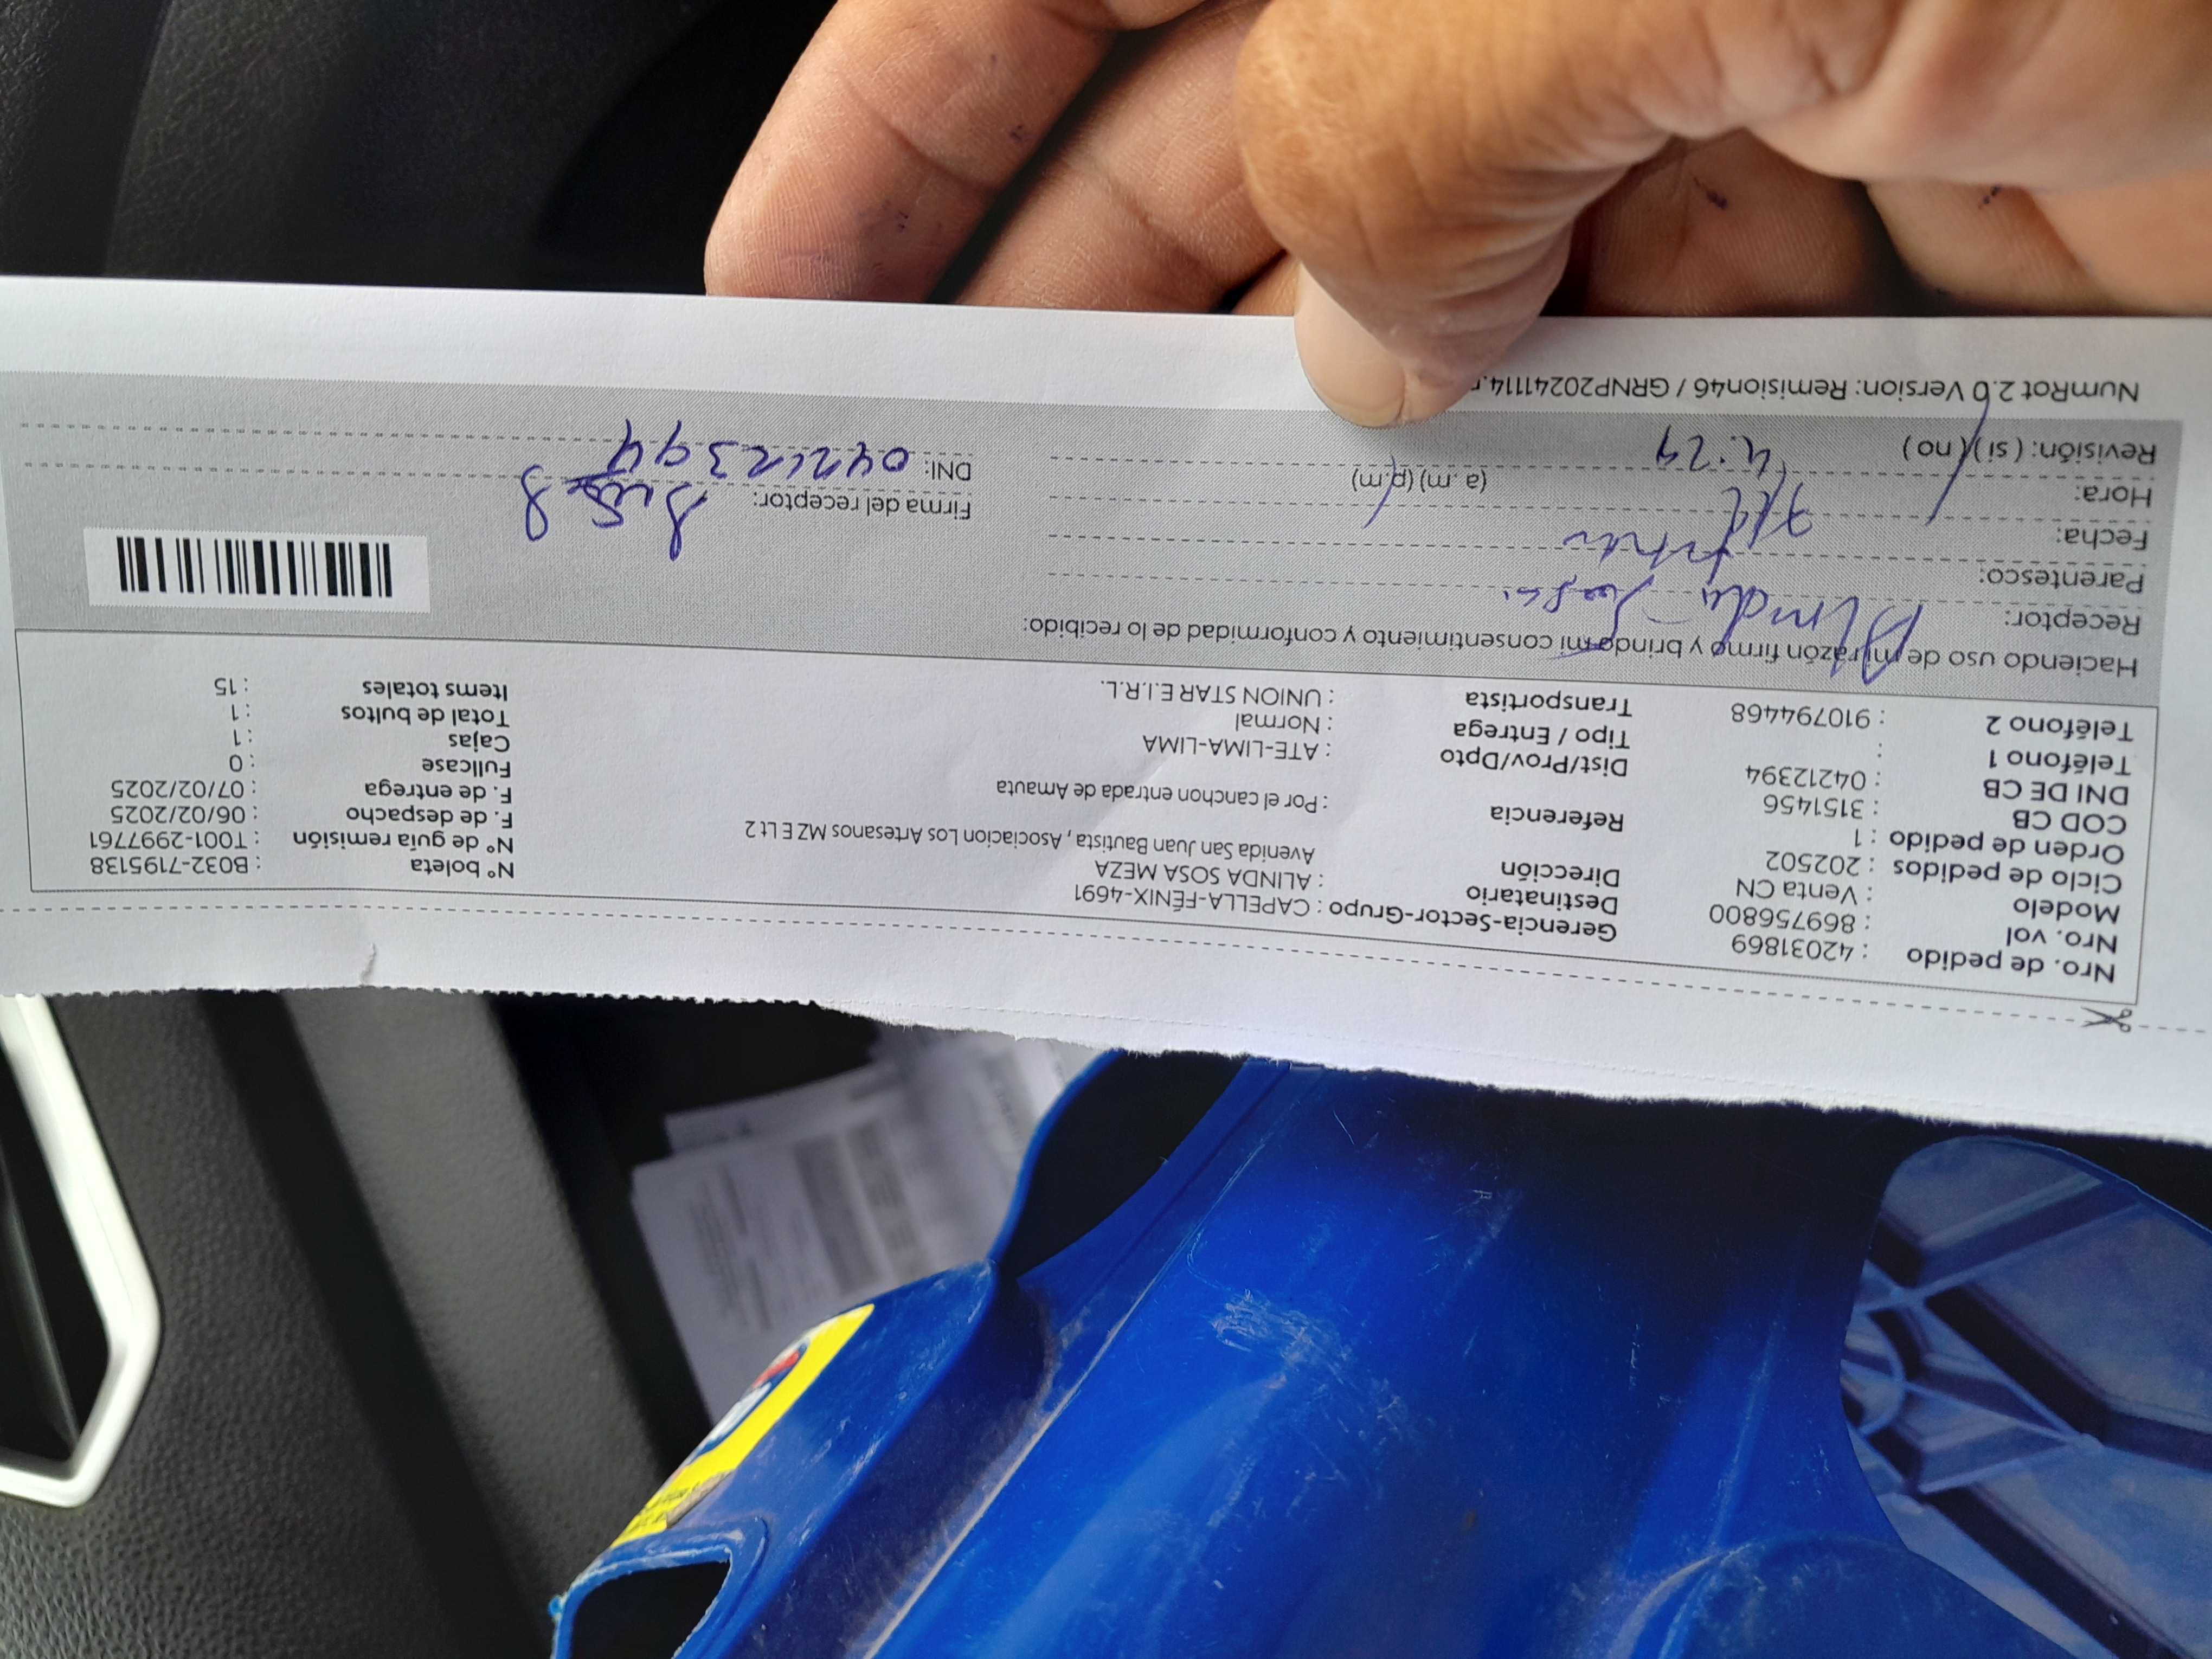 Nro. de pedido : 42031869
Nro. vol : 869756800
Modelo : Venta CN
Ciclo de pedidos : 202502
Orden de pedido : 1
COD CB : 3151456
DNI DE CB : 04212394
Teléfono 1 :
Teléfono 2 : 910794468
Gerencia-Sector-Grupo : CAPELLA-FÉNIX-4691
Destinatario : ALINDA SOSA MEZA
Dirección Avenida San Juan Bautista , Asociacion Los Artesanos MZ E Lt 2
Referencia : Por el canchon entrada de Amauta
Dist/Prov/Dpto : ATE-LIMA-LIMA
Tipo / Entrega : Normal
Transportista : UNION STAR E.I.R.L.
N° boleta : B032-7195138
N° de guía remisión : T001-2997761
F. de despacho : 06/02/2025
F. de entrega : 07/02/2025
Fullcase : 0
Cajas : 1
Total de bultos : 1
Items totales : 15
Haciendo uso de mi razón firmo y brindo mi consentimiento y conformidad de lo recibido:
Receptor: Alinda Sosa
Parentesco:
Fecha:
Hora: 4:29 (a.m) (p.m)
Revisión: ( si ) ( no )
Firma del receptor:
DNI: 04212394
NumRot 2.0 Version: Remision46 / GRNP20241114